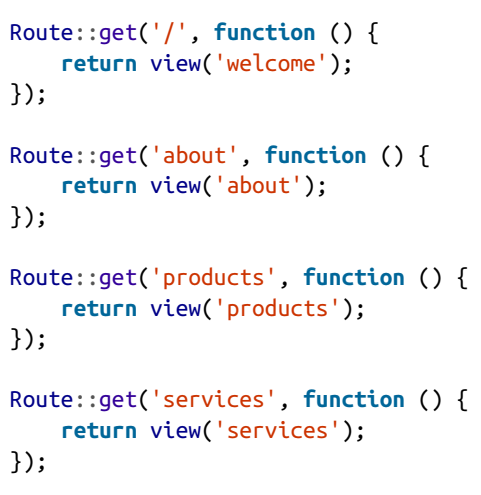 Route::get('/', function () {
    return view('welcome');
});

Route::get('about', function () {
    return view('about');
});

Route::get('products', function () {
    return view('products');
});

Route::get('services', function () {
    return view('services');
});